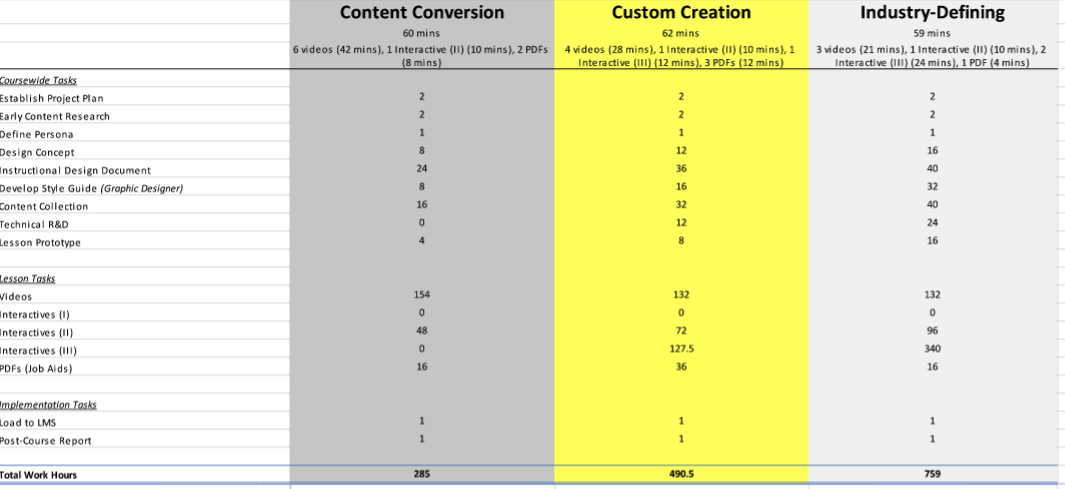 Content Conversion Custom Creation Industry-Defining
60 mins 62 mins 59 mins
6 videos (42 mins), 1 Interactive (II) (10 mins), 2 PDFs 4 videos (28 mins), 1 Interactive (II) (10 mins), 1 3 videos (21 mins), 1 Interactive (II) (10 mins), 2
(8 mins) Interactive (III) (12 mins), 3 PDFs (12 mins) Interactive (III) (24 mins), 1 PDF (4 mins)
Coursewide Tasks
Establish Project Plan 2 2 2
Early Content Research 2 2 2
Define Persona 1 1 1
Design Concept 8 12 16
Instructional Design Document 24 36 40
Develop Style Guide (Graphic Designer) 8 16 32
Content Collection 16 32 40
Technical R&D 0 12 24
Lesson Prototype 4 8 16
Lesson Tasks
Videos 154 132 132
Interactives (I) 0 0 0
Interactives (II) 48 72 96
Interactives (III) 0 127.5 340
PDFs (Job Aids) 16 36 16
Implementation Tasks
Load to LMS 1 1 1
Post-Course Report 1 1 1
Total Work Hours 285 490.5 759